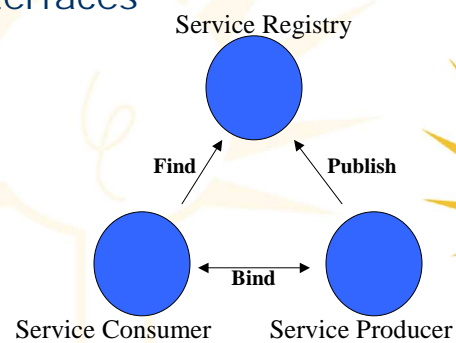 Service Registry
Find
Publish
Bind
Service Consumer
Service Producer